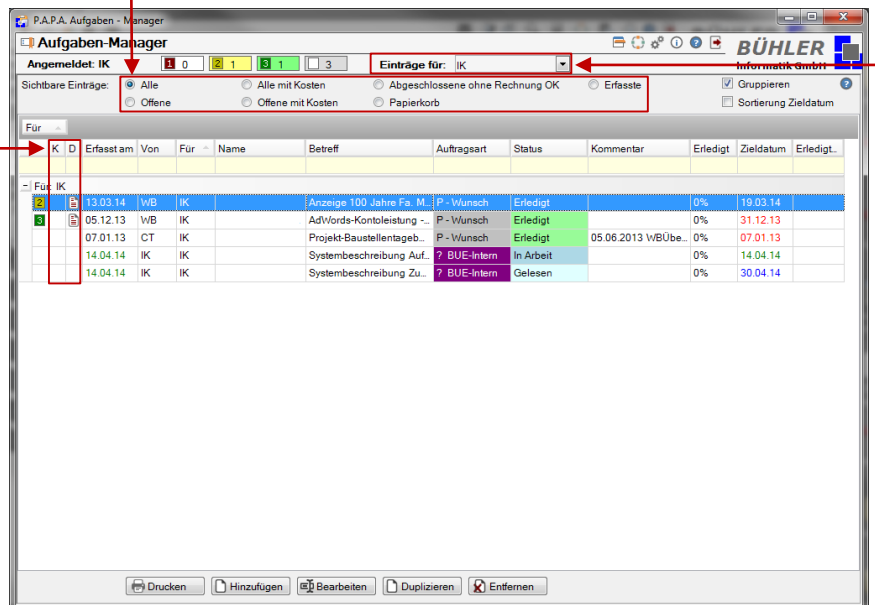 P.A.P.A. Aufgaben - Manager
Aufgaben-Manager
BÜHLER
Informatik GmbH
Angemeldet: IK 1 0 2 1 3 1 3 Einträge für: IK
Sichtbare Einträge: Alle Alle mit Kosten Abgeschlossene ohne Rechnung OK Erfasste Gruppieren
Offene Offene mit Kosten Papierkorb Sortierung Zieldatum
Für
K D Erfasst am Von Für Name Betreff Auftragsart Status Kommentar Erledigt Zieldatum Erledigt...
Für: IK
2 13.03.14 WB IK Anzeige 100 Jahre Fa. M... P - Wunsch Erledigt 0% 19.03.14
3 05.12.13 WB IK AdWords-Kontoleistung -... P - Wunsch Erledigt 0% 31.12.13
07.01.13 CT IK Projekt-Baustellentageb... P - Wunsch Erledigt 05.06.2013 WBÜbe... 0% 07.01.13
14.04.14 IK IK Systembeschreibung Auf... ? BUE-Intern In Arbeit 0% 14.04.14
14.04.14 IK IK Systembeschreibung Zu... ? BUE-Intern Gelesen 0% 30.04.14
Drucken Hinzufügen Bearbeiten Duplizieren Entfernen